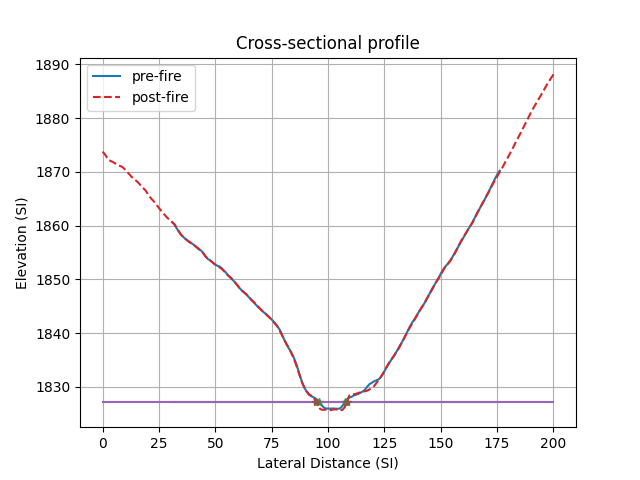 Cross-sectional profile
pre-fire
post-fire
Elevation (SI)
1890
1880
1870
1860
1850
1840
1830
0 25 50 75 100 125 150 175 200
Lateral Distance (SI)